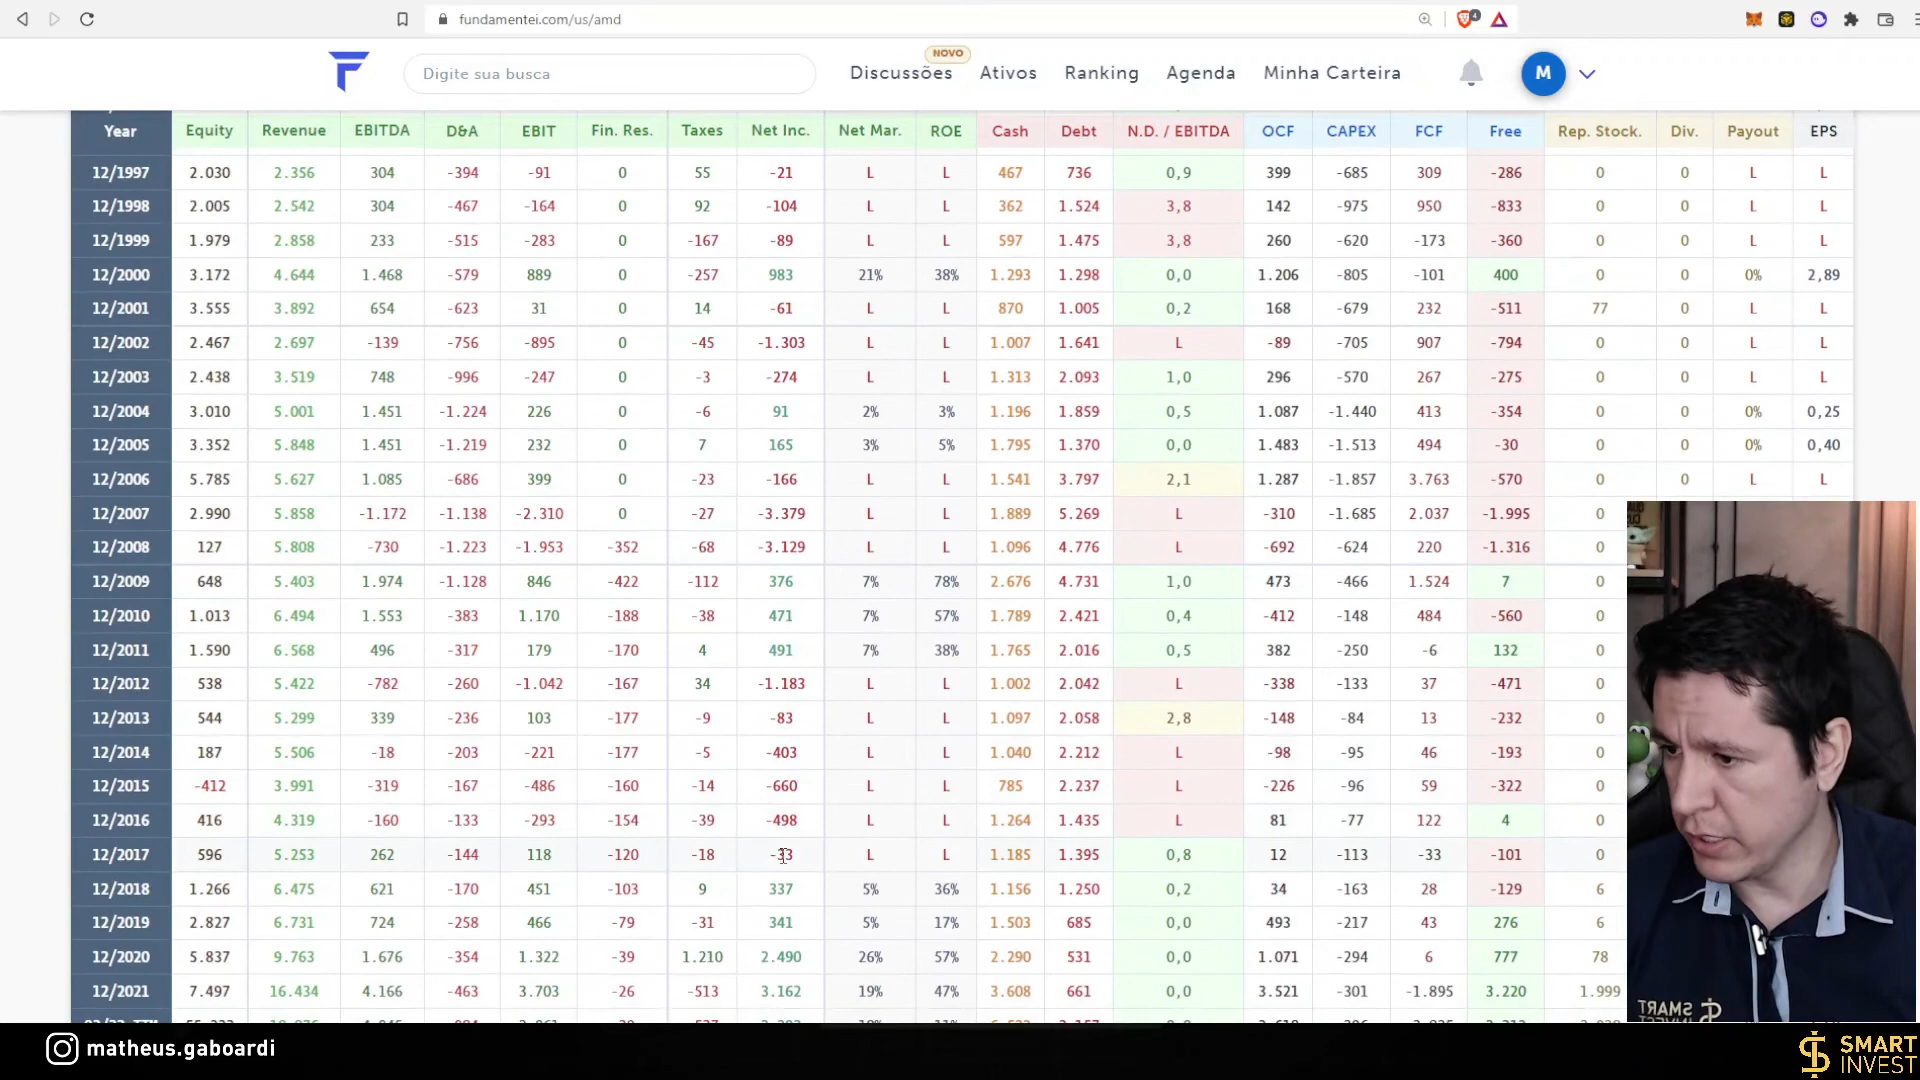 fundamentei.com/us/amd
4
NOVO
Digite sua busca
Discussões Ativos Ranking Agenda Minha Carteira M
Year Equity Revenue EBITDA D&A EBIT Fin. Res. Taxes Net Inc. Net Mar. ROE Cash Debt N.D. / EBITDA OCF CAPEX FCF Free Rep. Stock. Div. Payout EPS
12/1997 2.030 2.356 304 -394 -91 0 55 -21 L L 467 736 0,9 399 -685 309 -286 0 0 L L
12/1998 2.005 2.542 304 -467 -164 0 92 -104 L L 362 1.524 3,8 142 -975 950 -833 0 0 L L
12/1999 1.979 2.858 233 -515 -283 0 -167 -89 L L 597 1.475 3,8 260 -620 -173 -360 0 0 L L
12/2000 3.172 4.644 1.468 -579 889 0 -257 983 21% 38% 1.293 1.298 0,0 1.206 -805 -101 400 0 0 0% 2,89
12/2001 3.555 3.892 654 -623 31 0 14 -61 L L 870 1.005 0,2 168 -679 232 -511 77 0 L L
12/2002 2.467 2.697 -139 -756 -895 0 -45 -1.303 L L 1.007 1.641 L -89 -705 907 -794 0 0 L L
12/2003 2.438 3.519 748 -996 -247 0 -3 -274 L L 1.313 2.093 1,0 296 -570 267 -275 0 0 L L
12/2004 3.010 5.001 1.451 -1.224 226 0 -6 91 2% 3% 1.196 1.859 0,5 1.087 -1.440 413 -354 0 0 0% 0,25
12/2005 3.352 5.848 1.451 -1.219 232 0 7 165 3% 5% 1.795 1.370 0,0 1.483 -1.513 494 -30 0 0 0% 0,40
12/2006 5.785 5.627 1.085 -686 399 0 -23 -166 L L 1.541 3.797 2,1 1.287 -1.857 3.763 -570 0 0 L L
12/2007 2.990 5.858 -1.172 -1.138 -2.310 0 -27 -3.379 L L 1.889 5.269 L -310 -1.685 2.037 -1.995 0
12/2008 127 5.808 -730 -1.223 -1.953 -352 -68 -3.129 L L 1.096 4.776 L -692 -624 220 -1.316 0
12/2009 648 5.403 1.974 -1.128 846 -422 -112 376 7% 78% 2.676 4.731 1,0 473 -466 1.524 7 0
12/2010 1.013 6.494 1.553 -383 1.170 -188 -38 471 7% 57% 1.789 2.421 0,4 -412 -148 484 -560 0
12/2011 1.590 6.568 496 -317 179 -170 4 491 7% 38% 1.765 2.016 0,5 382 -250 -6 132 0
12/2012 538 5.422 -782 -260 -1.042 -167 34 -1.183 L L 1.002 2.042 L -338 -133 37 -471 0
12/2013 544 5.299 339 -236 103 -177 -9 -83 L L 1.097 2.058 2,8 -148 -84 13 -232 0
12/2014 187 5.506 -18 -203 -221 -177 -5 -403 L L 1.040 2.212 L -98 -95 46 -193 0
12/2015 -412 3.991 -319 -167 -486 -160 -14 -660 L L 785 2.237 L -226 -96 59 -322 0
12/2016 416 4.319 -160 -133 -293 -154 -39 -498 L L 1.264 1.435 L 81 -77 122 4 0
12/2017 596 5.253 262 -144 118 -120 -18 -33 L L 1.185 1.395 0,8 12 -113 -33 -101 0
12/2018 1.266 6.475 621 -170 451 -103 9 337 5% 36% 1.156 1.250 0,2 34 -163 28 -129 6
12/2019 2.827 6.731 724 -258 466 -79 -31 341 5% 17% 1.503 685 0,0 493 -217 43 276 6
12/2020 5.837 9.763 1.676 -354 1.322 -39 1.210 2.490 26% 57% 2.290 531 0,0 1.071 -294 6 777 78
12/2021 7.497 16.434 4.166 -463 3.703 -26 -513 3.162 19% 47% 3.608 661 0,0 3.521 -301 -1.895 3.220 1.999
SMART
INVEST
matheus.gaboardi
SMART
INVEST